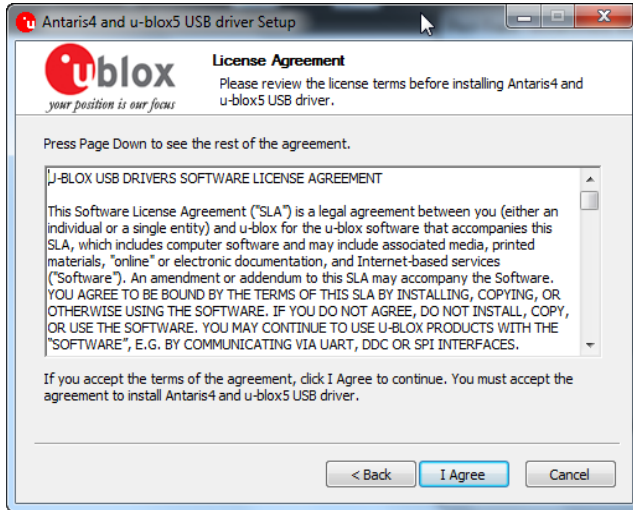 Antaris4 and u-blox5 USB driver Setup
ublox
your position is our focus
License Agreement
Please review the license terms before installing Antaris4 and
u-blox5 USB driver.
Press Page Down to see the rest of the agreement.
U-BLOX USB DRIVERS SOFTWARE LICENSE AGREEMENT
This Software License Agreement ("SLA") is a legal agreement between you (either an
individual or a single entity) and u-blox for the u-blox software that accompanies this
SLA, which includes computer software and may include associated media, printed
materials, "online" or electronic documentation, and Internet-based services
("Software"). An amendment or addendum to this SLA may accompany the Software.
YOU AGREE TO BE BOUND BY THE TERMS OF THIS SLA BY INSTALLING, COPYING, OR
OTHERWISE USING THE SOFTWARE. IF YOU DO NOT AGREE, DO NOT INSTALL, COPY,
OR USE THE SOFTWARE. YOU MAY CONTINUE TO USE U-BLOX PRODUCTS WITH THE
"SOFTWARE", E.G. BY COMMUNICATING VIA UART, DDC OR SPI INTERFACES.
If you accept the terms of the agreement, click I Agree to continue. You must accept the
agreement to install Antaris4 and u-blox5 USB driver.
< Back
I Agree
Cancel